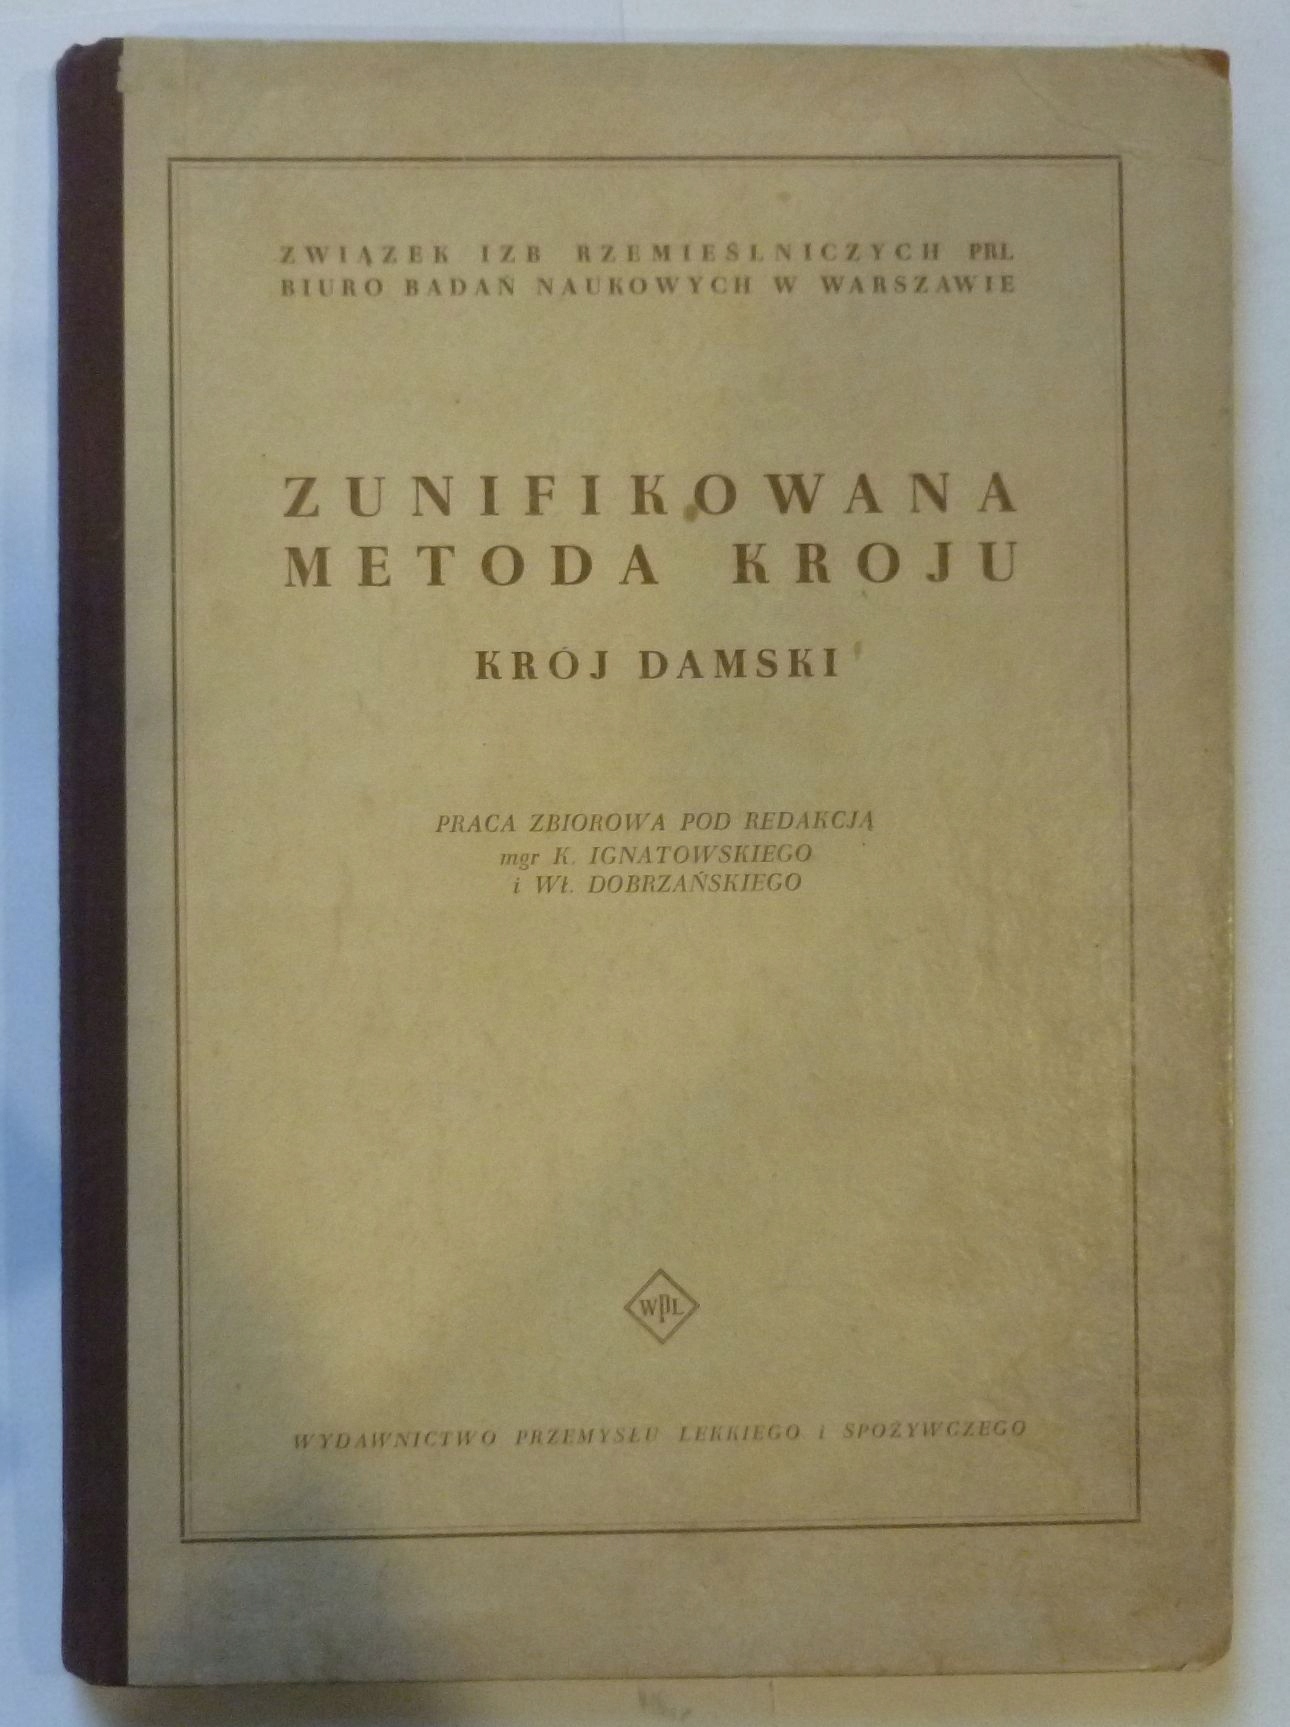 ZWIĄZEK IZB RZEMIEŚLNICZYCH PRL
BIURO BADAŃ NAUKOWYCH W WARSZAWIE
ZUNIFIKOWANA
METODA KROJU
KRÓJ DAMSKI
PRACA ZBIOROWA POD REDAKCJĄ
mgr K. IGNATOWSKIEGO
i Wł. DOBRZAŃSKIEGO
WPL
WYDAWNICTWO PRZEMYSŁU LEKKIEGO i SPOŻYWCZEGO